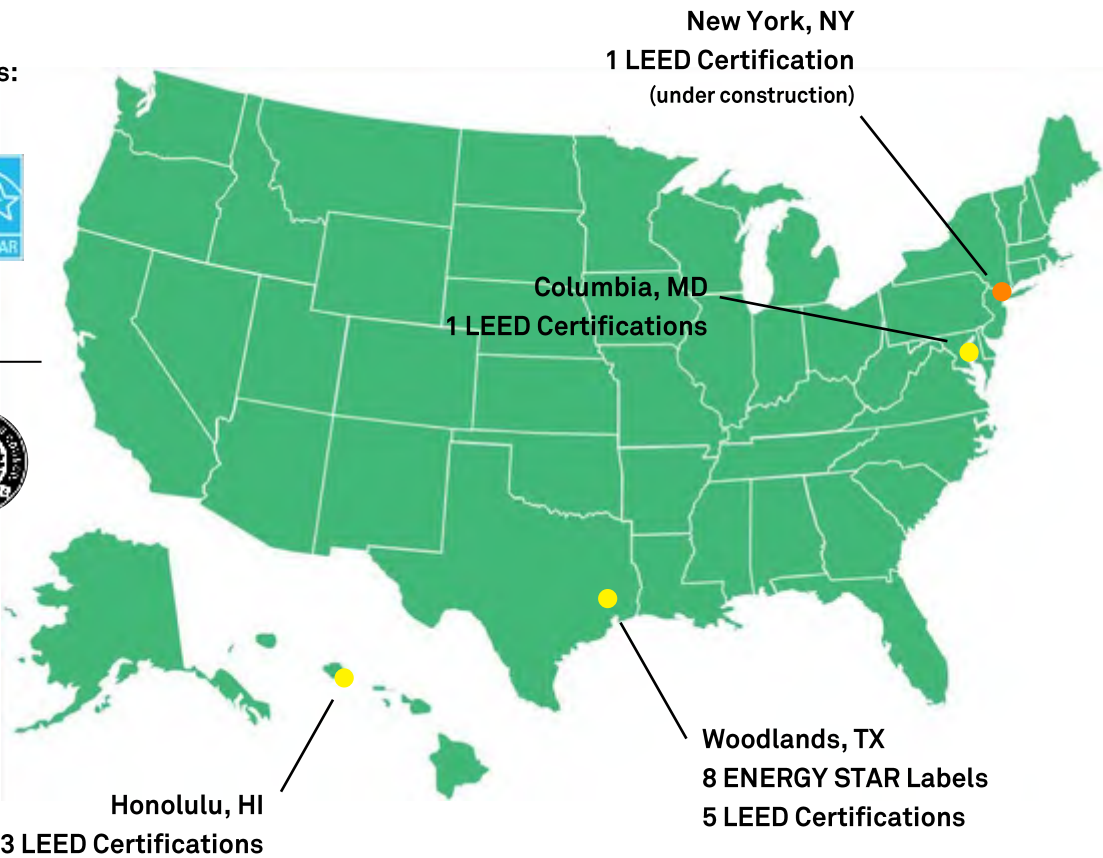 New York, NY
1 LEED Certification
(under construction)
s:
AR
Columbia, MD
1 LEED Certifications
Woodlands, TX
8 ENERGY STAR Labels
5 LEED Certifications
Honolulu, HI
3 LEED Certifications